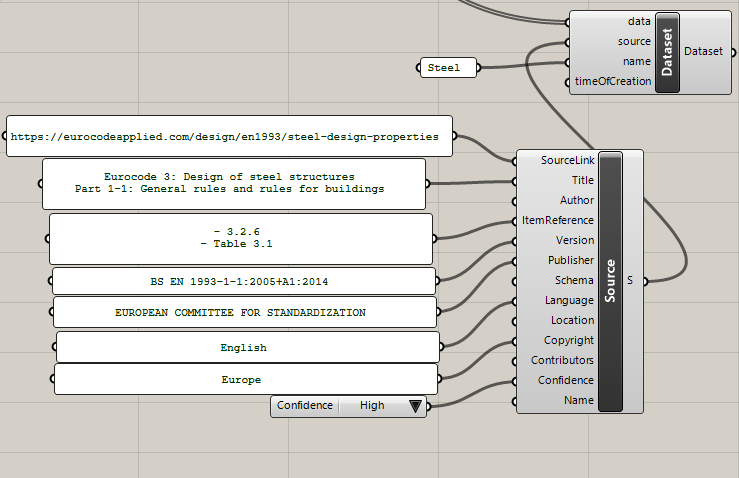 data
source
name
timeOfCreation
Dataset
Dataset
Steel
https://eurocodeapplied.com/design/en1993/steel-design-properties
Eurocode 3: Design of steel structures
Part 1-1: General rules and rules for buildings
- 3.2.6
- Table 3.1
BS EN 1993-1-1:2005+A1:2014
EUROPEAN COMMITTEE FOR STANDARDIZATION
English
Europe
Confidence High
SourceLink
Title
Author
ItemReference
Version
Publisher
Schema
Language
Location
Copyright
Contributors
Confidence
Name
Source
S